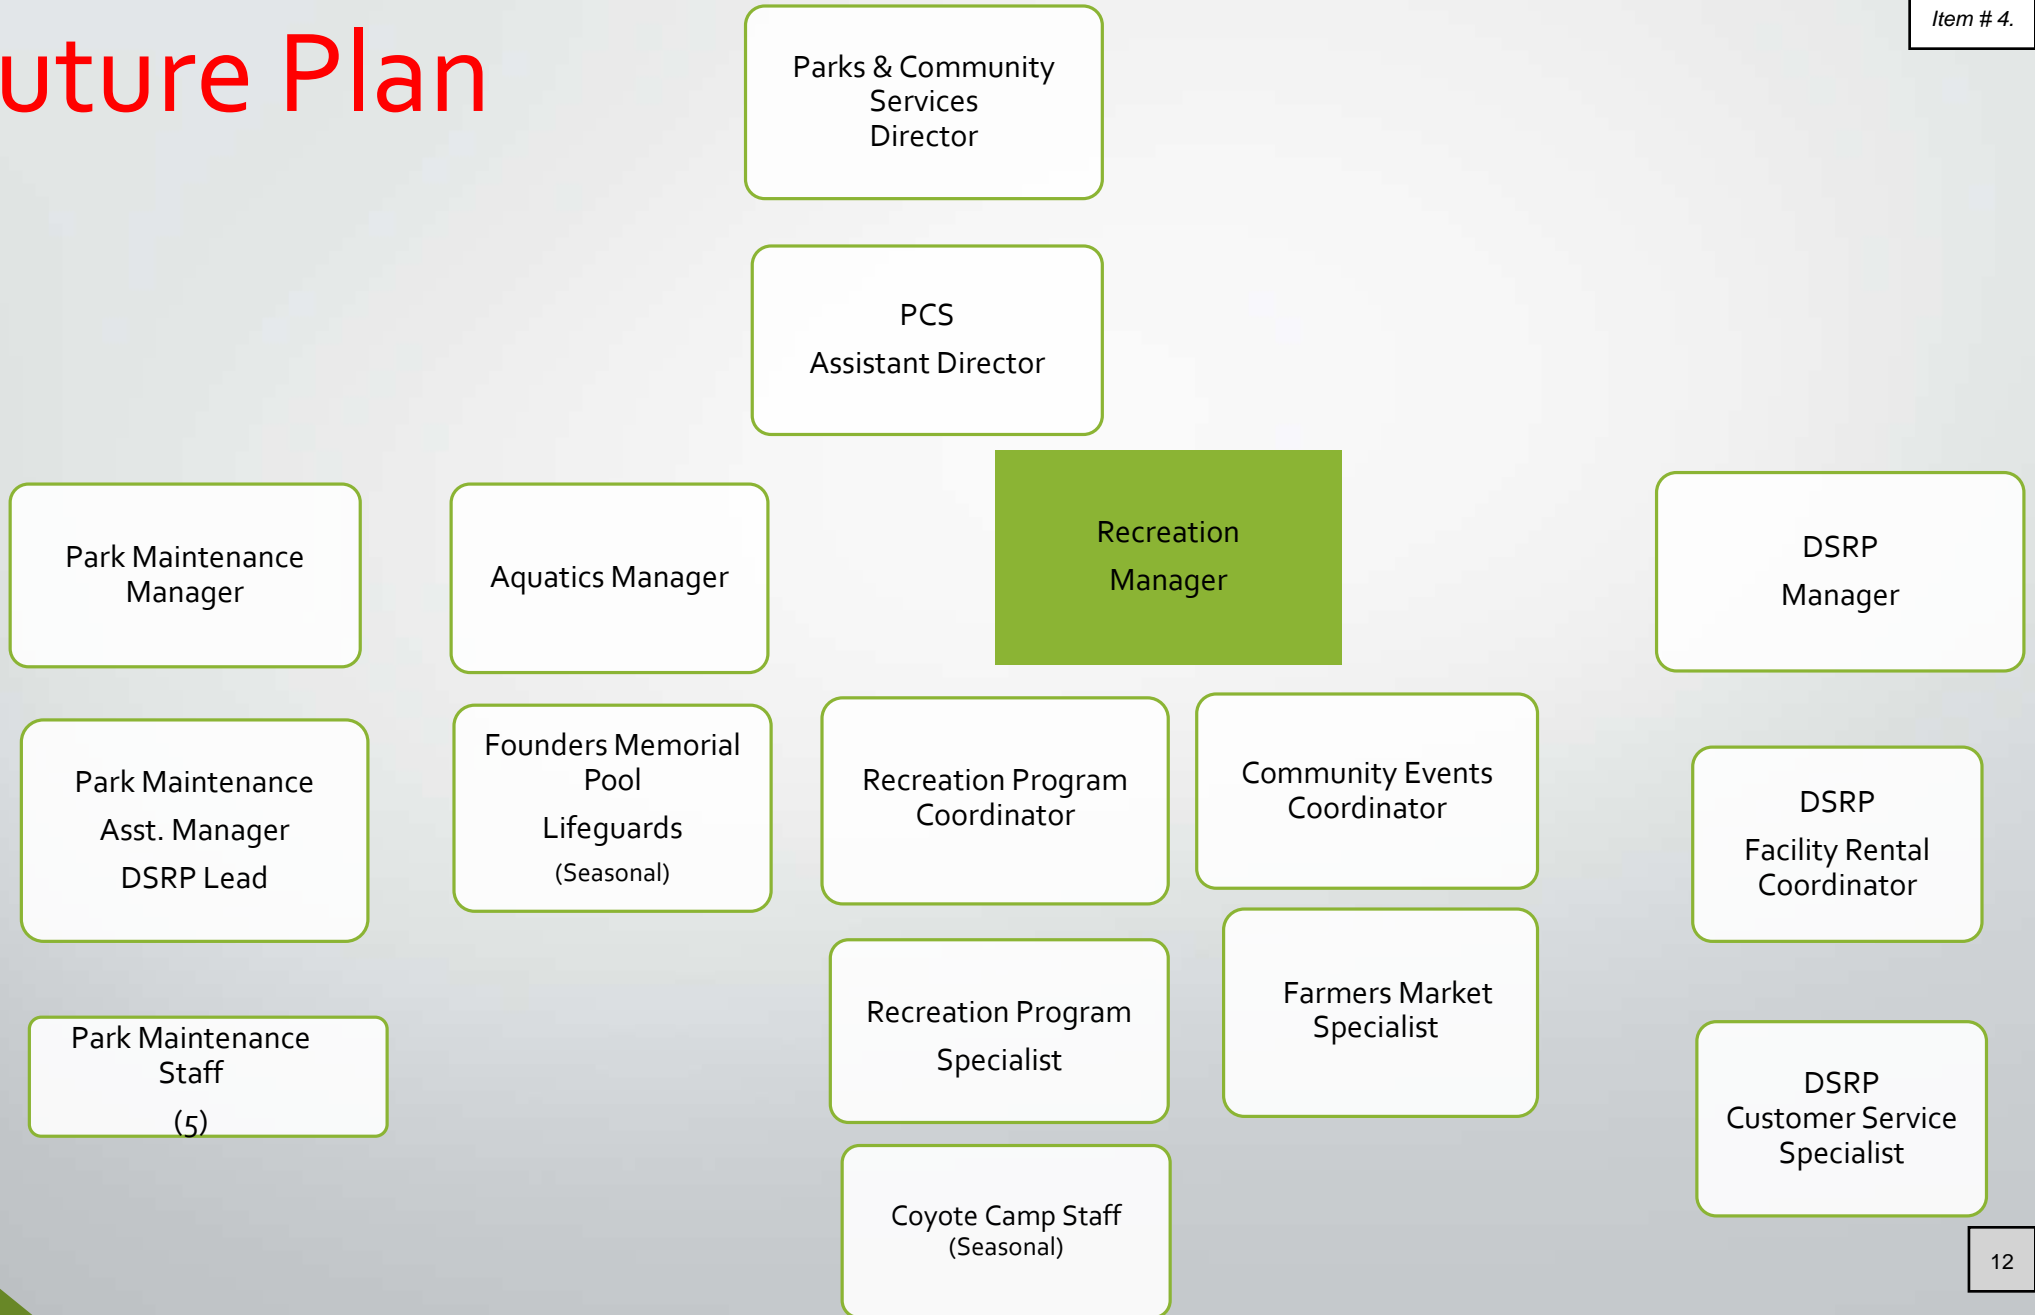 uture Plan
Item # 4.
Parks & Community
Services
Director
PCS
Assistant Director
Park Maintenance
Manager
Aquatics Manager
Recreation
Manager
DSRP
Manager
Park Maintenance
Asst. Manager
DSRP Lead
Founders Memorial
Pool
Lifeguards
(Seasonal)
Recreation Program
Coordinator
Community Events
Coordinator
DSRP
Facility Rental
Coordinator
Park Maintenance
Staff
(5)
Recreation Program
Specialist
Farmers Market
Specialist
DSRP
Customer Service
Specialist
Coyote Camp Staff
(Seasonal)
12